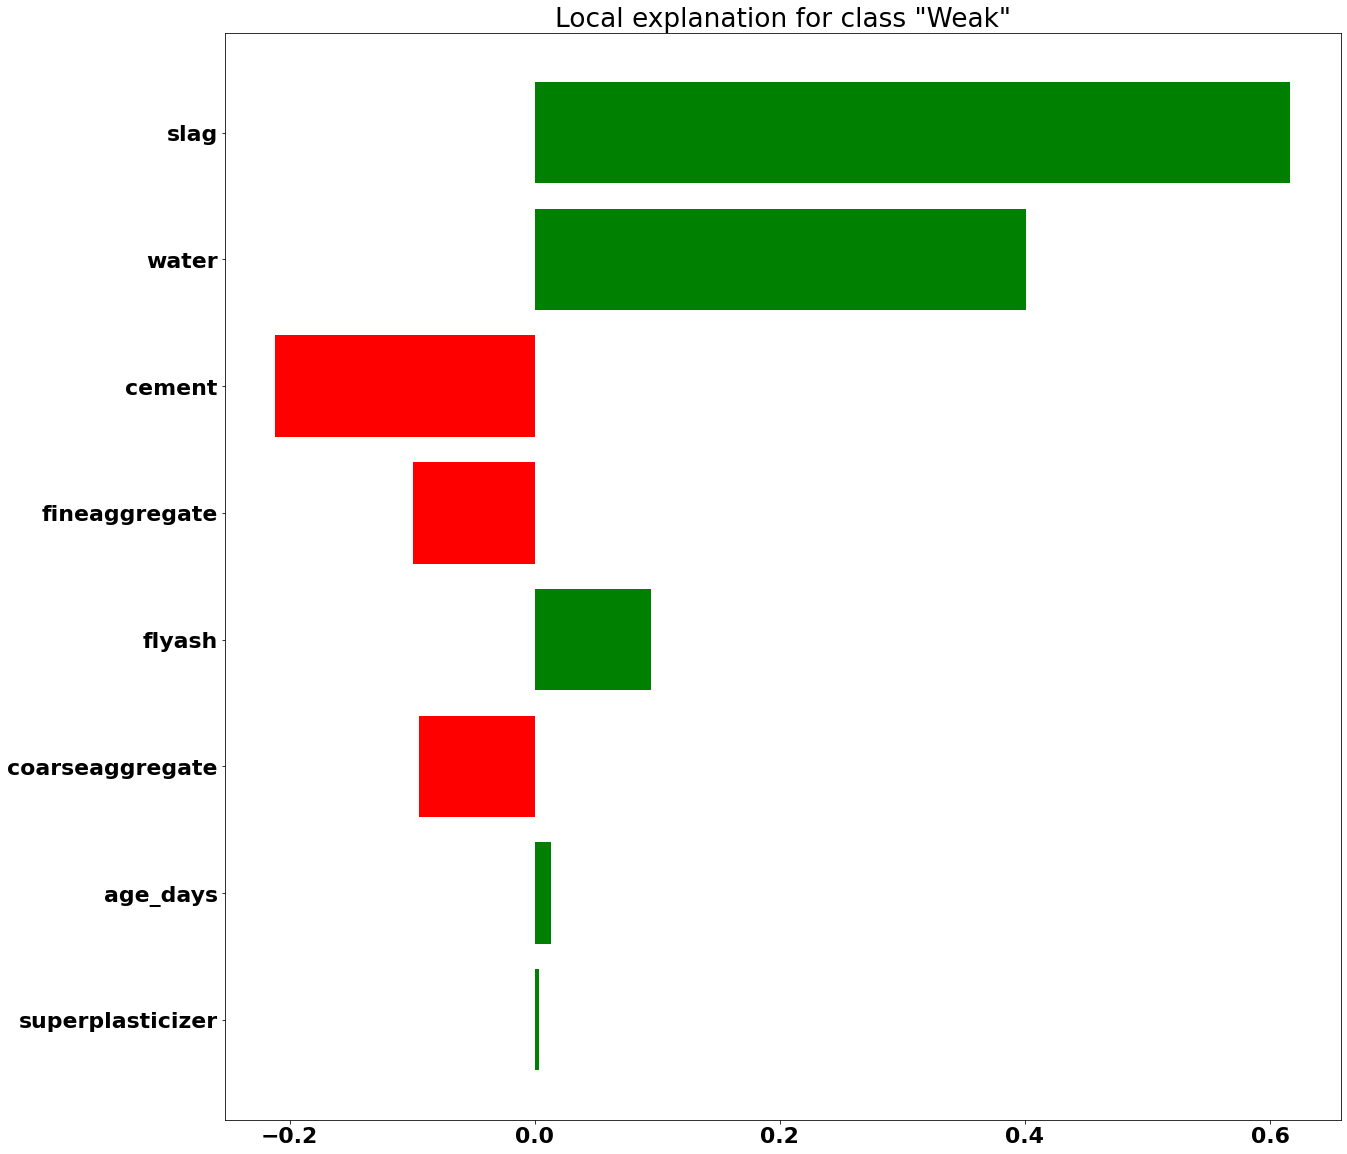 Local explanation for class "Weak"
slag
water
cement
fineaggregate
flyash
coarseaggregate
age_days
superplasticizer
−0.2 0.0 0.2 0.4 0.6